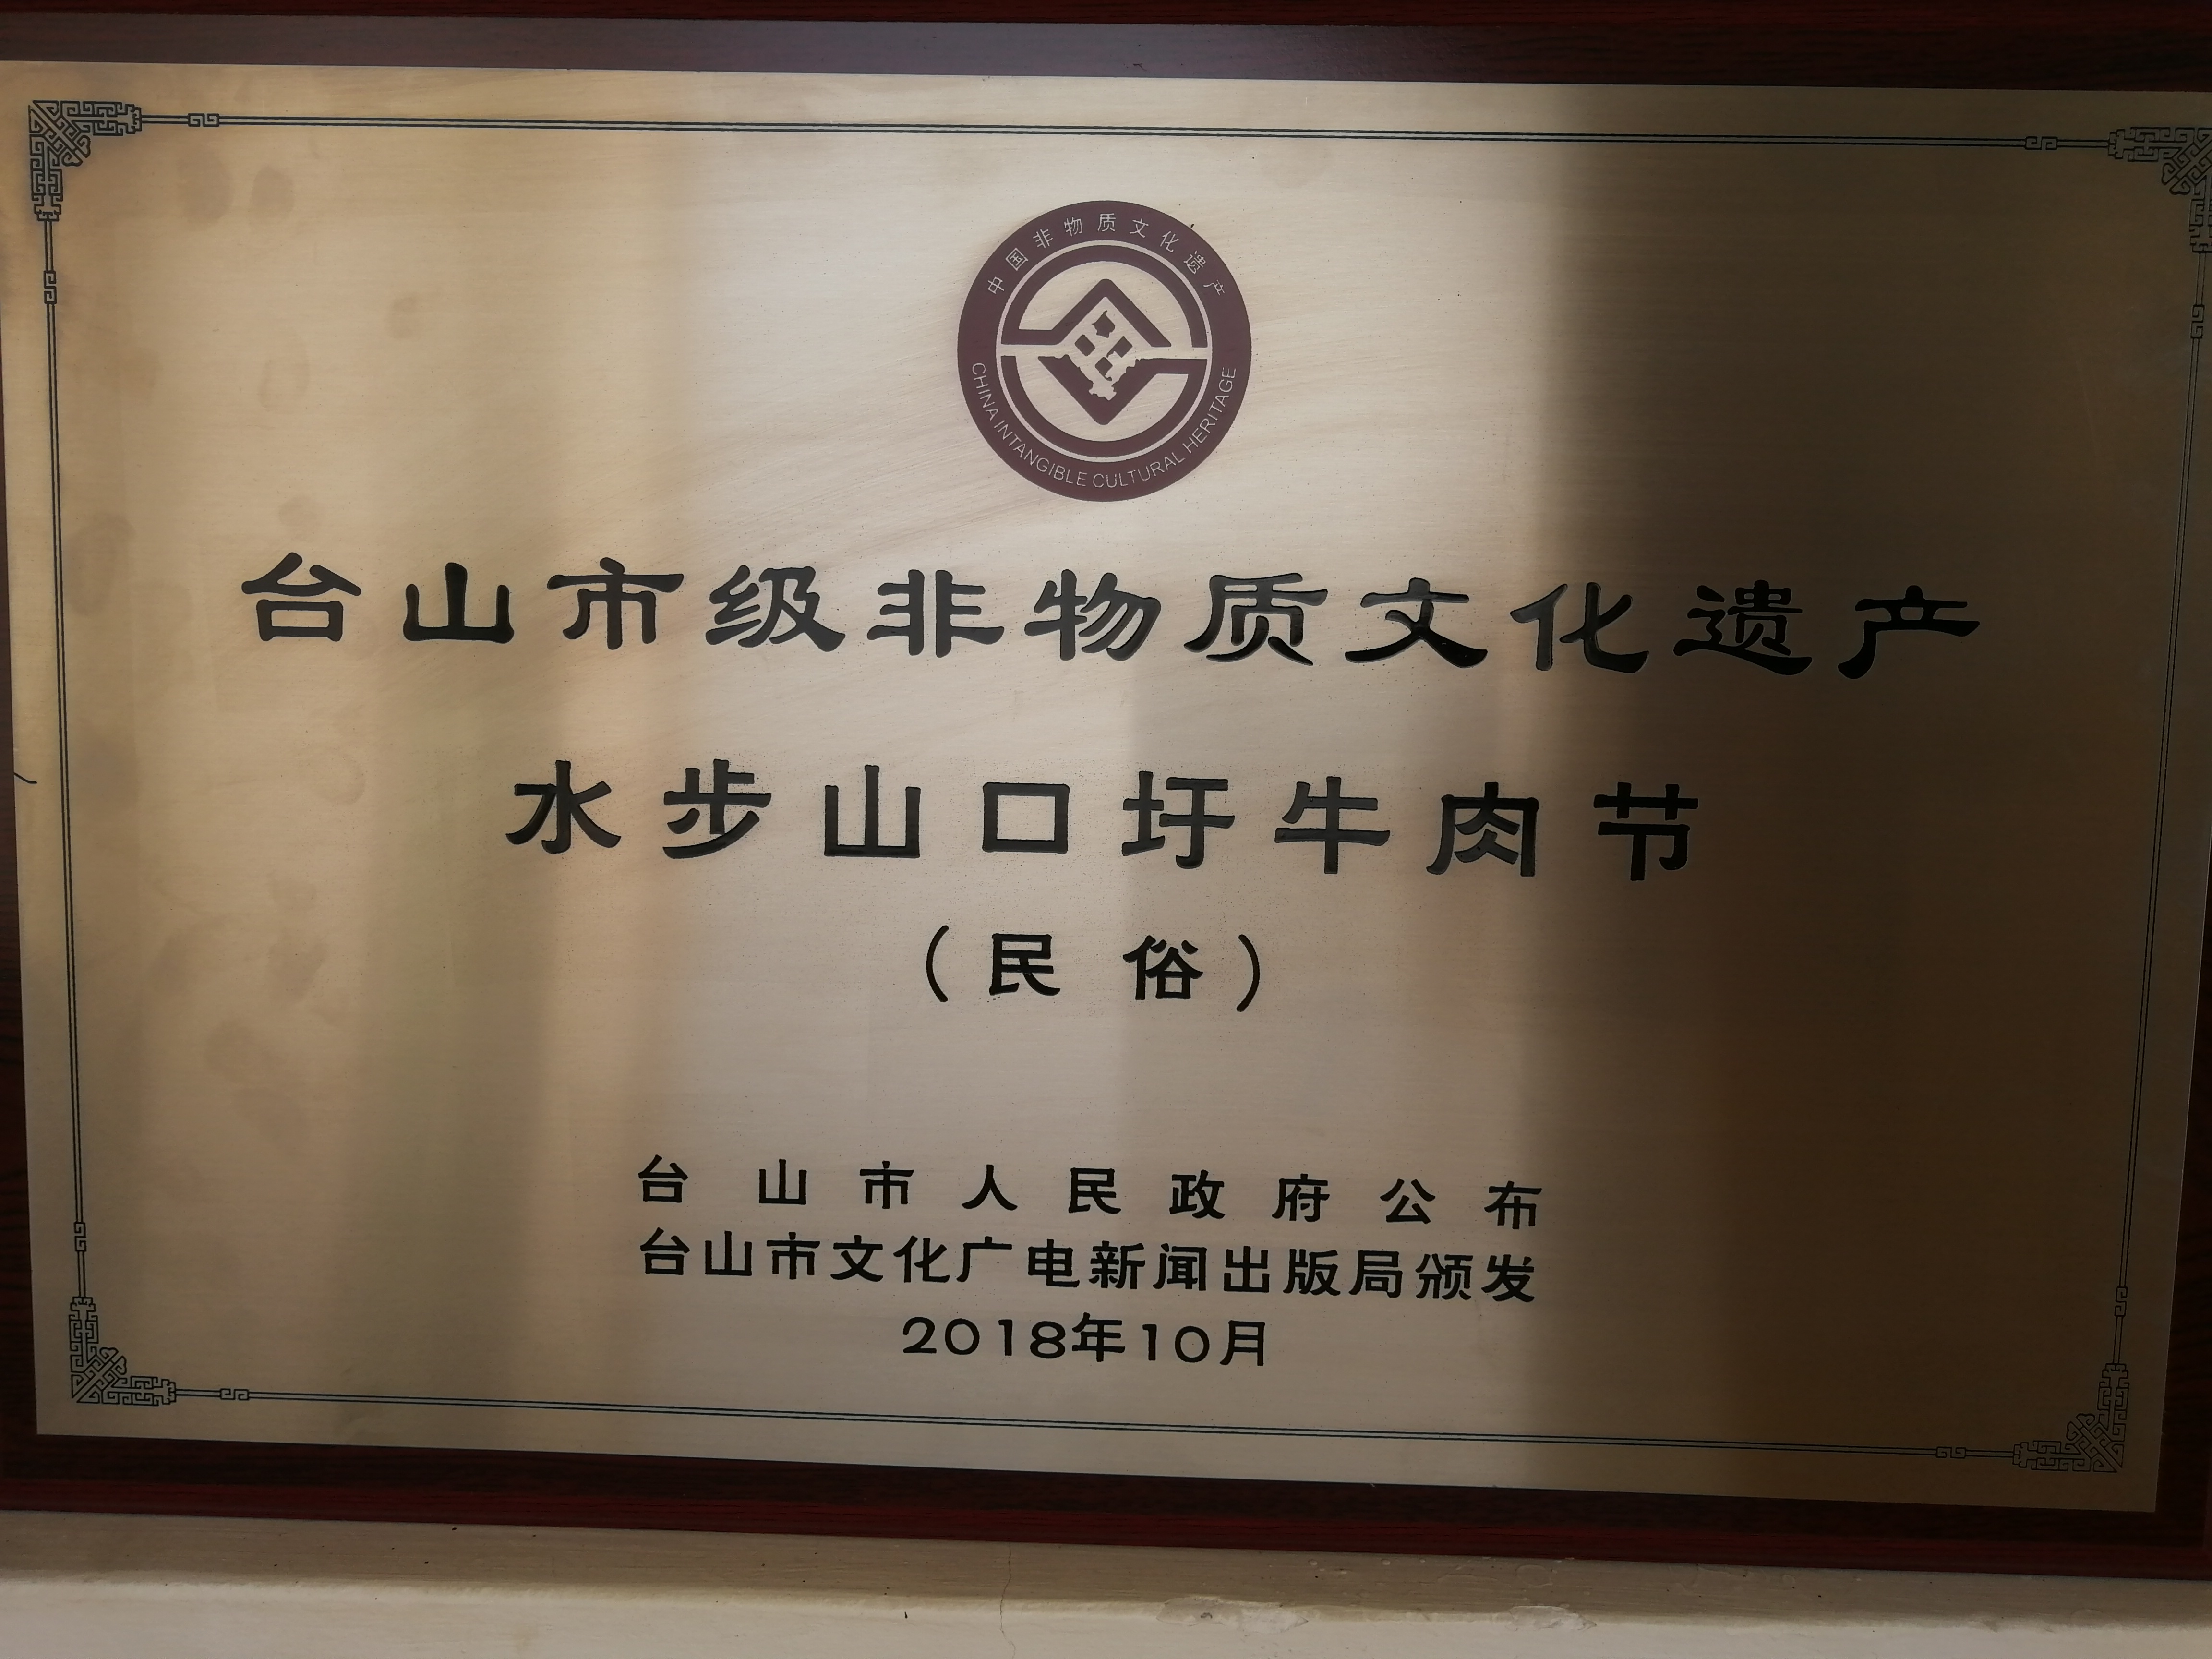 中国非物质文化遗产
CHINA INTANGIBLE CULTURAL HERITAGE
台山市级非物质文化遗产
水步山口圩牛肉节
(民俗)
台山市人民政府公布
台山市文化广电新闻出版局颁发
2018年10月